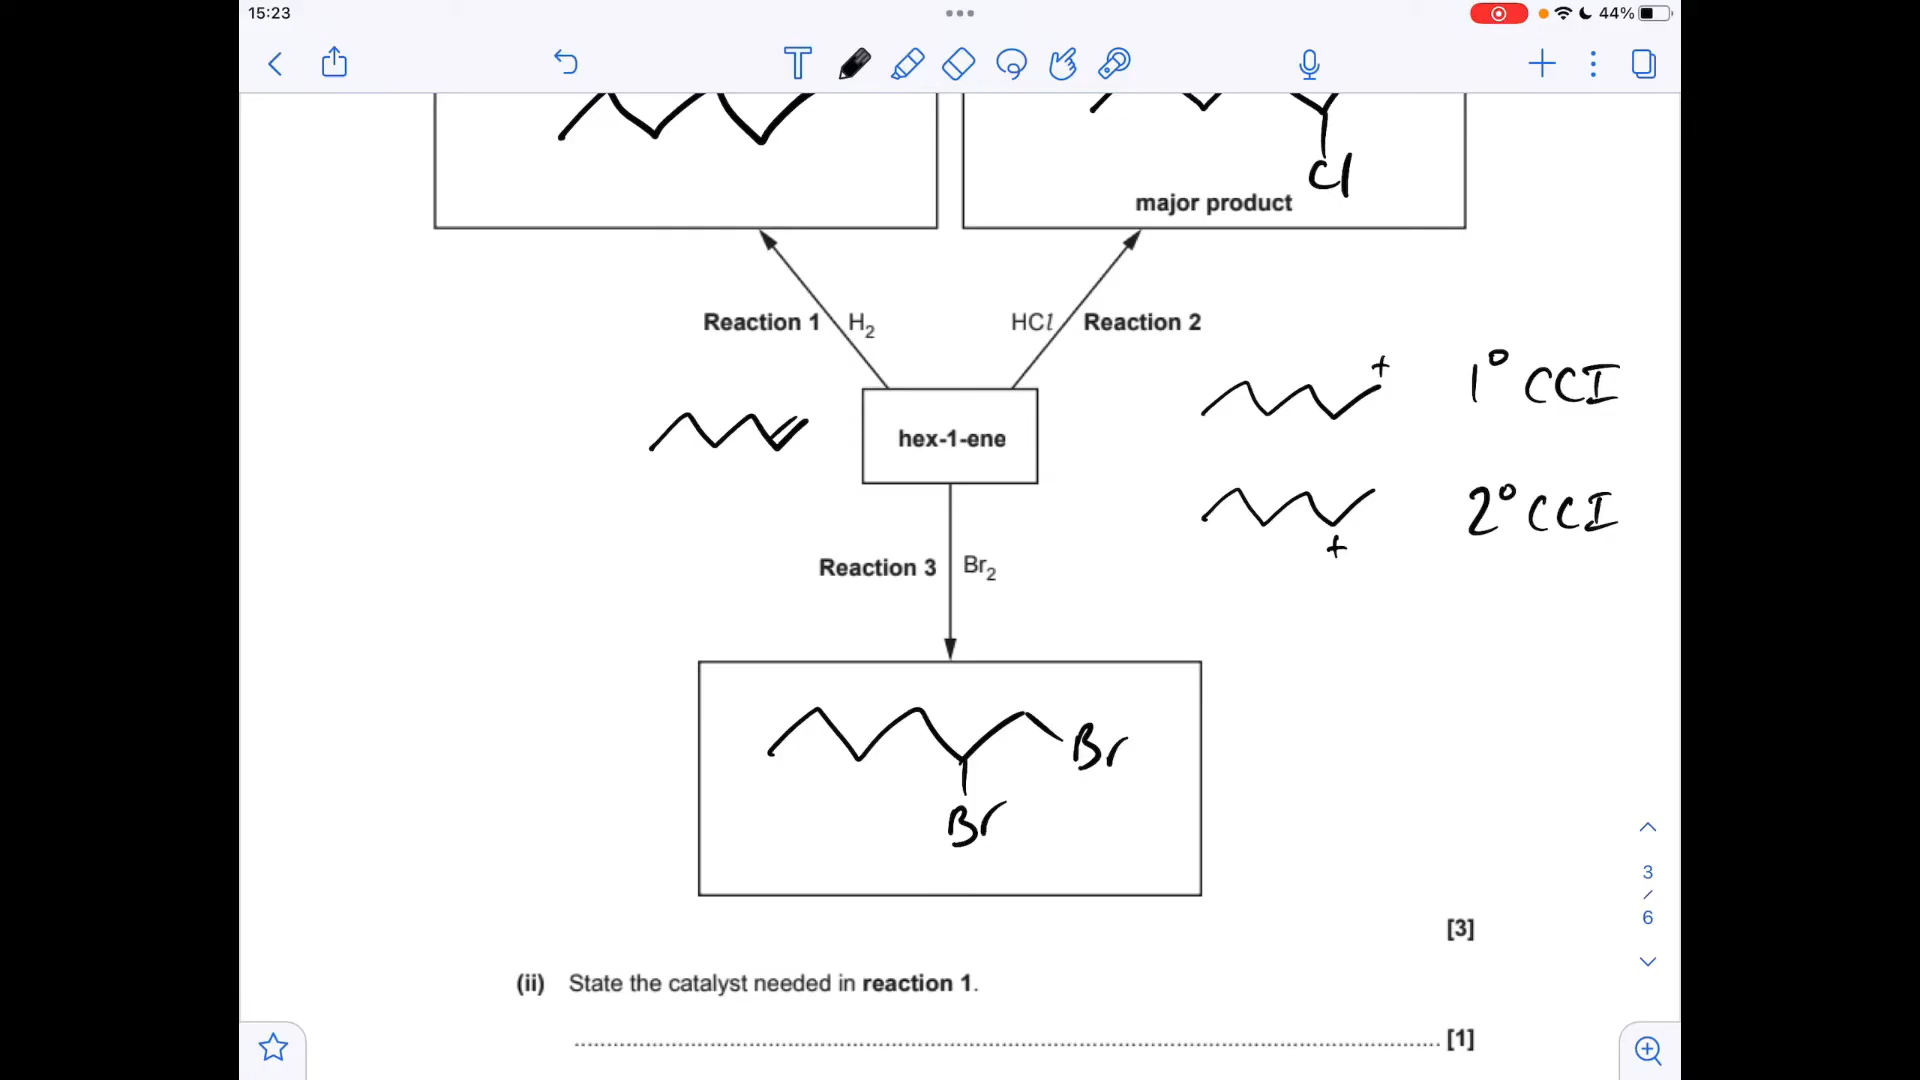 15:23
44%
T
Cl
major product
Reaction 1 H₂
HCl Reaction 2
+
1° CCI
hex-1-ene
2° CCI
+
Reaction 3 Br₂
Br
Br
3
/
6
[3]
(ii) State the catalyst needed in reaction 1.
[1]